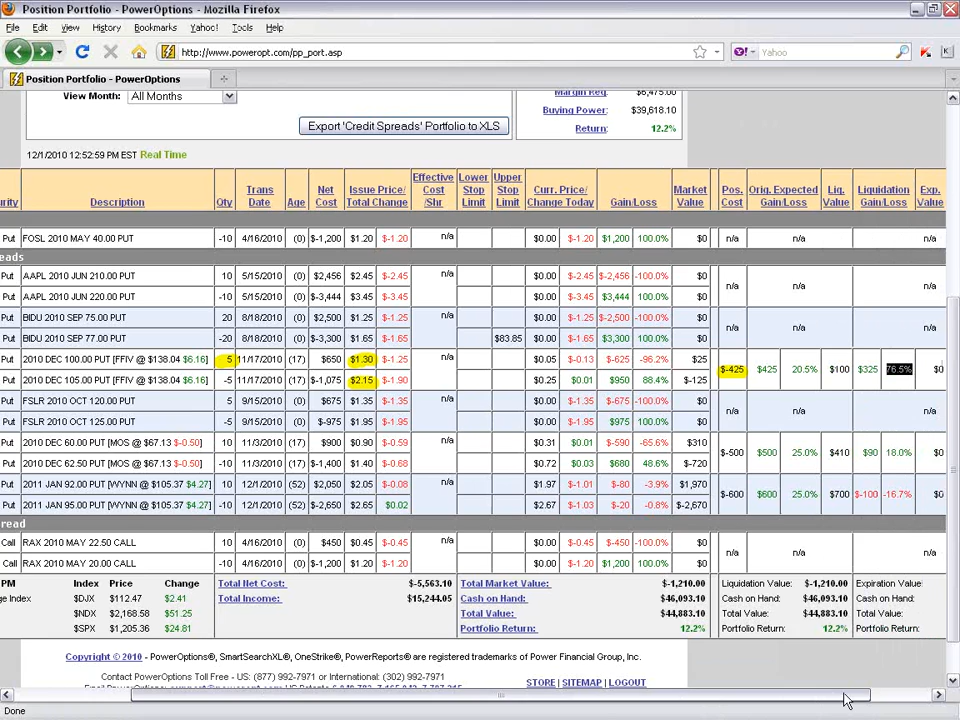 Position Portfolio - PowerOptions - Mozilla Firefox
File Edit View History Bookmarks Yahoo! Tools Help
http://www.poweropt.com/pp_port.asp Y! Yahoo
Position Portfolio - PowerOptions
View Month: All Months
Margin Req: $6,475.00
Buying Power: $39,618.10
Return: 12.2%
Export 'Credit Spreads' Portfolio to XLS
12/1/2010 12:52:59 PM EST Real Time
urity Description Qty Trans Date Age Net Cost Issue Price/ Total Change Effective Cost /Shr Lower Stop Limit Upper Stop Limit Curr. Price/ Change Today Gain/Loss Market Value Pos. Cost Orig. Expected Gain/Loss Liq. Value Liquidation Gain/Loss Exp. Value
Put FOSL 2010 MAY 40.00 PUT -10 4/16/2010 (0) $-1,200 $1.20 $-1.20 n/a $0.00 $-1.20 $1,200 100.0% $0 n/a n/a n/a n/a
eads
Put AAPL 2010 JUN 210.00 PUT 10 5/15/2010 (0) $2,456 $2.45 $-2.45 n/a $0.00 $-2.45 $-2,456 -100.0% $0 n/a n/a n/a n/a
Put AAPL 2010 JUN 220.00 PUT -10 5/15/2010 (0) $-3,444 $3.45 $-3.45 $0.00 $-3.45 $3,444 100.0% $0
Put BIDU 2010 SEP 75.00 PUT 20 8/18/2010 (0) $2,500 $1.25 $-1.25 n/a $0.00 $-1.25 $-2,500 -100.0% $0 n/a n/a n/a n/a
Put BIDU 2010 SEP 77.00 PUT -20 8/18/2010 (0) $-3,300 $1.65 $-1.65 $83.85 $0.00 $-1.65 $3,300 100.0% $0
Put 2010 DEC 100.00 PUT [FFIV @ $138.04 $6.16] 5 11/17/2010 (17) $650 $1.30 $-1.25 n/a $0.05 $-0.13 $-625 -96.2% $25 $-425 $425 20.5% $100 $325 76.5% $0
Put 2010 DEC 105.00 PUT [FFIV @ $138.04 $6.16] -5 11/17/2010 (17) $-1,075 $2.15 $-1.90 $0.25 $0.01 $950 88.4% $-125
Put FSLR 2010 OCT 120.00 PUT 5 9/15/2010 (0) $675 $1.35 $-1.35 n/a $0.00 $-1.35 $-675 -100.0% $0 n/a n/a n/a n/a
Put FSLR 2010 OCT 125.00 PUT -5 9/15/2010 (0) $-975 $1.95 $-1.95 $0.00 $-1.95 $975 100.0% $0
Put 2010 DEC 60.00 PUT [MOS @ $67.13 $-0.50] 10 11/3/2010 (17) $900 $0.90 $-0.59 n/a $0.31 $0.01 $-590 -65.6% $310 $-500 $500 25.0% $410 $90 18.0% $0
Put 2010 DEC 62.50 PUT [MOS @ $67.13 $-0.50] -10 11/3/2010 (17) $-1,400 $1.40 $-0.68 $0.72 $0.03 $680 48.6% $-720
Put 2011 JAN 92.00 PUT [WYNN @ $105.37 $4.27] 10 12/1/2010 (52) $2,050 $2.05 $-0.08 n/a $1.97 $-1.01 $-80 -3.9% $1,970 $-600 $600 25.0% $700 $-100 -16.7% $0
Put 2011 JAN 95.00 PUT [WYNN @ $105.37 $4.27] -10 12/1/2010 (52) $-2,650 $2.65 $0.02 $2.67 $-1.03 $-20 -0.8% $-2,670
read
Call RAX 2010 MAY 22.50 CALL 10 4/16/2010 (0) $450 $0.45 $-0.45 n/a $0.00 $-0.45 $-450 -100.0% $0 n/a n/a n/a n/a
Call RAX 2010 MAY 20.00 CALL -10 4/16/2010 (0) $-1,200 $1.20 $-1.20 $0.00 $-1.20 $1,200 100.0% $0
PM Index Price Change Total Net Cost: $-5,563.10 Total Market Value: $-1,210.00 Liquidation Value: $-1,210.00 Expiration Value:
ge Index $DJX $112.47 $2.41 Total Income: $15,244.05 Cash on Hand: $46,093.10 Cash on Hand: $46,093.10 Cash on Hand:
$NDX $2,168.58 $51.25 Total Value: $44,883.10 Total Value: $44,883.10 Total Value:
$SPX $1,205.36 $24.81 Portfolio Return: 12.2% Portfolio Return: 12.2% Portfolio Return:
Copyright © 2010 - PowerOptions®, SmartSearchXL®, OneStrike®, PowerReports® are registered trademarks of Power Financial Group, Inc.
Contact PowerOptions Toll Free - US: (877) 992-7971 or International: (302) 992-7971
STORE | SITEMAP | LOGOUT
Done